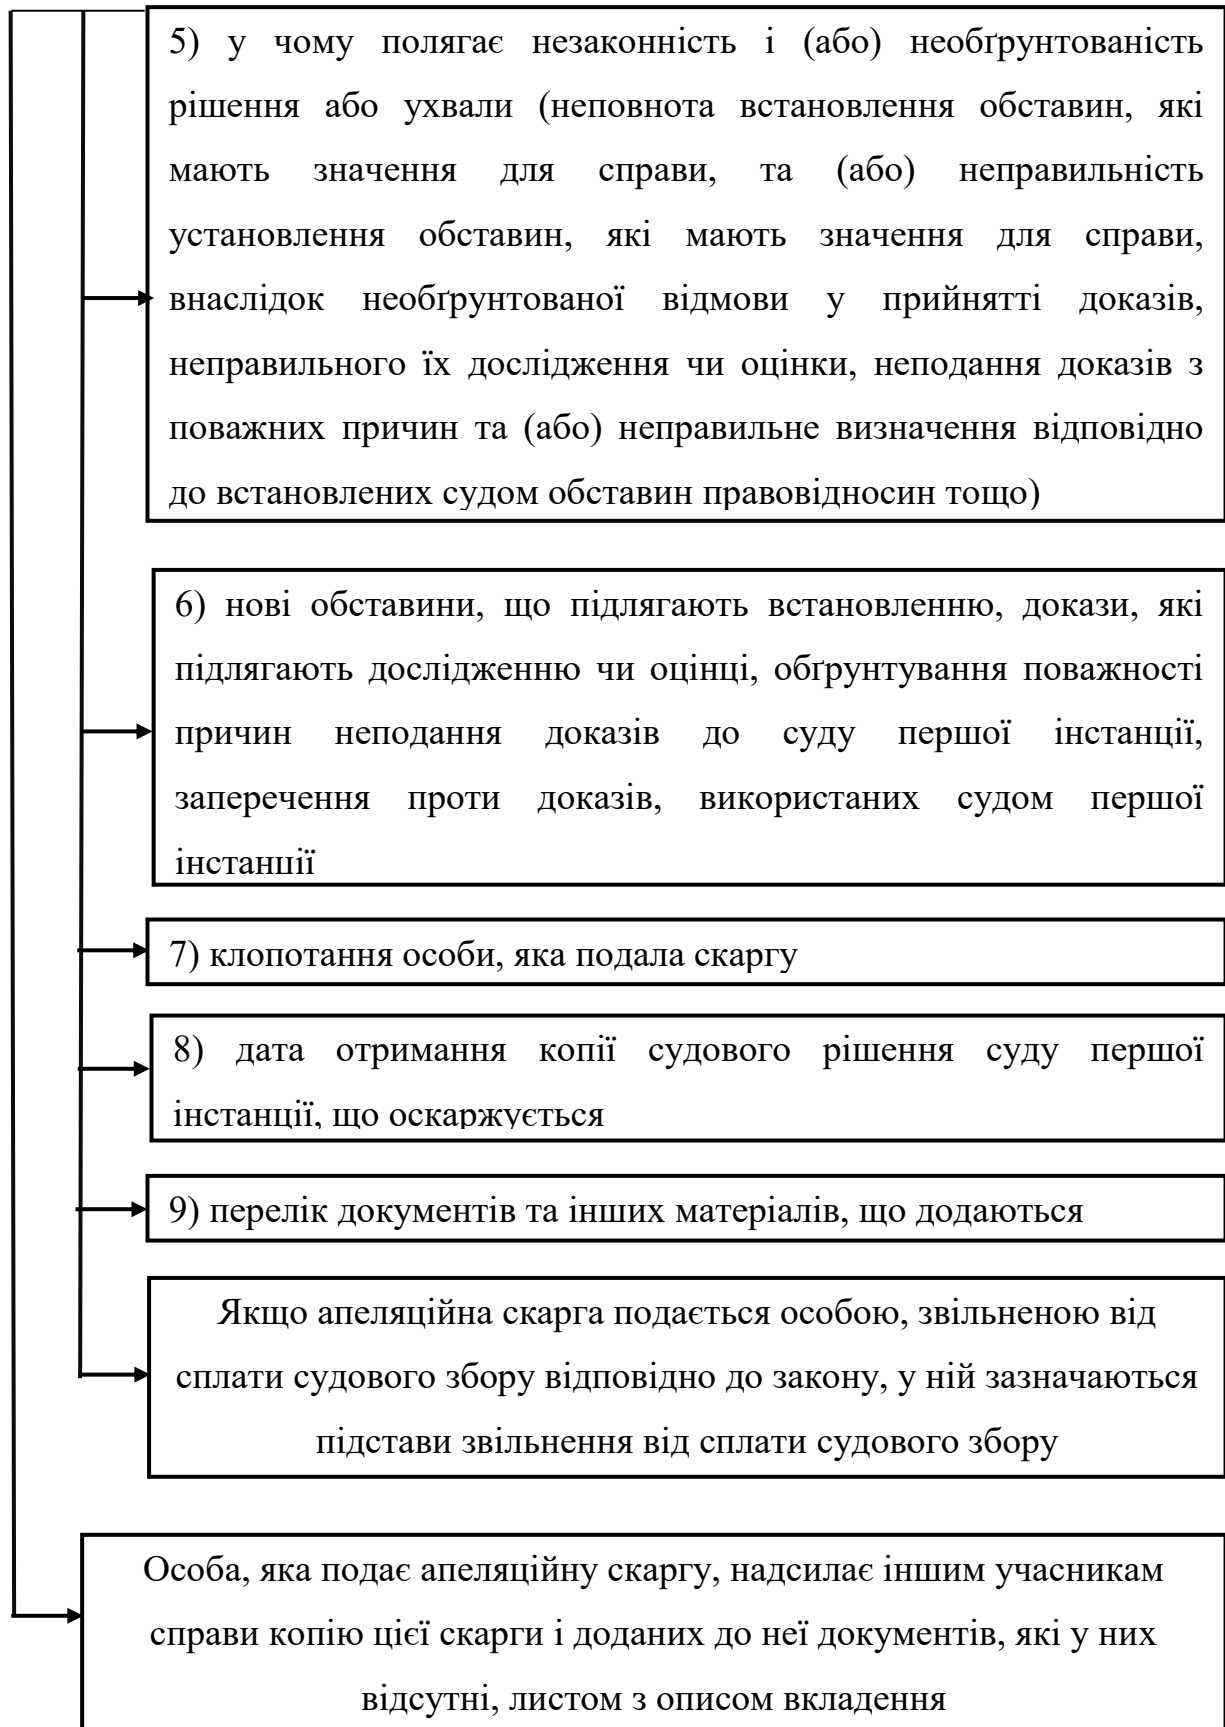 5) у чому полягає незаконність і (або) необґрунтованість
рішення або ухвали (неповнота встановлення обставин, які
мають значення для справи, та (або) неправильність
установлення обставин, які мають значення для справи,
внаслідок необґрунтованої відмови у прийнятті доказів,
неправильного їх дослідження чи оцінки, неподання доказів з
поважних причин та (або) неправильне визначення відповідно
до встановлених судом обставин правовідносин тощо)
6) нові обставини, що підлягають встановленню, докази, які
підлягають дослідженню чи оцінці, обґрунтування поважності
причин неподання доказів до суду першої інстанції,
заперечення проти доказів, використаних судом першої
інстанції
7) клопотання особи, яка подала скаргу
8) дата отримання копії судового рішення суду першої
інстанції, що оскаржується
9) перелік документів та інших матеріалів, що додаються
Якщо апеляційна скарга подається особою, звільненою від
сплати судового збору відповідно до закону, у ній зазначаються
підстави звільнення від сплати судового збору
Особа, яка подає апеляційну скаргу, надсилає іншим учасникам
справи копію цієї скарги і доданих до неї документів, які у них
відсутні, листом з описом вкладення